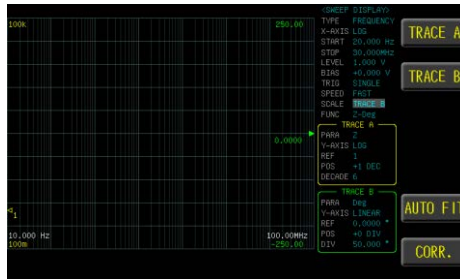 <SWEEP DISPLAY>
TYPE FREQUENCY
X-AXIS LOG
START 20.000 Hz
STOP 30.000MHz
LEVEL 1.000 V
BIAS +0.000 V
TRIG SINGLE
SPEED FAST
SCALE TRACE B
FUNC Z-Deg
TRACE A
PARA Z
Y-AXIS LOG
REF 1
POS +1 DEC
DECADE 6
TRACE B
PARA Deg
Y-AXIS LINEAR
REF 0.0000 °
POS +0 DIV
DIV 50.000 °
100k
250.00
0.0000
1
10.000 Hz
100.00MHz
100m
-250.00
TRACE A
TRACE B
AUTO FIT
CORR.